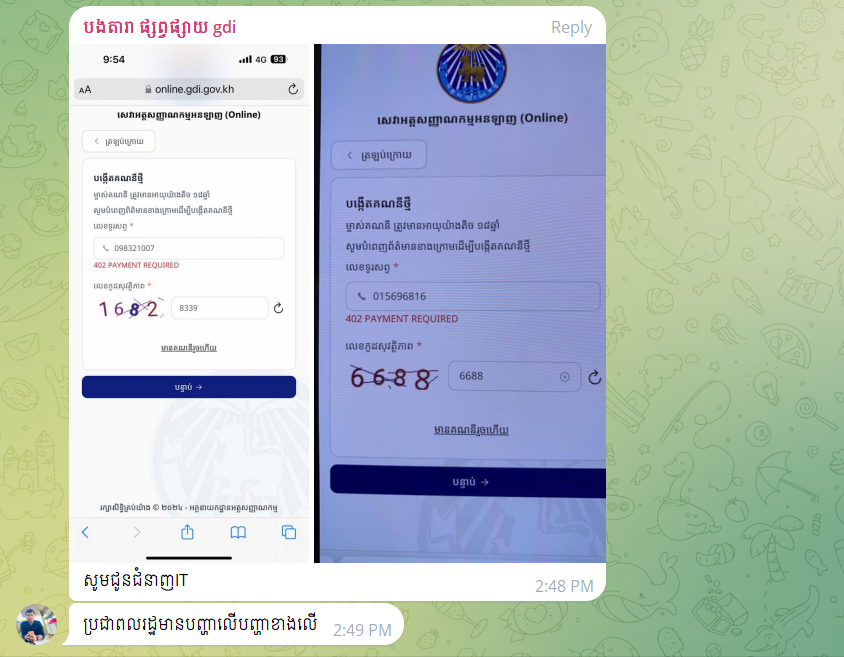 បងតារា ផ្សព្វផ្សាយ gdi
Reply
9:54
4G 93
AA online.gdi.gov.kh
សេវាអត្តសញ្ញាណកម្មអនឡាញ (Online)
ត្រឡប់ក្រោយ
បង្កើតគណនីថ្មី
ម្ចាស់គណនី ត្រូវមានអាយុយ៉ាងតិច ១៨ឆ្នាំ
សូមបំពេញព័ត៌មានខាងក្រោមដើម្បីបង្កើតគណនីថ្មី
លេខទូរសព្ទ *
098321007
402 PAYMENT REQUIRED
លេខកូដសុវត្ថិភាព *
1682
8339
មានគណនីរួចហើយ
បន្ទាប់ →
រក្សាសិទ្ធិគ្រប់យ៉ាង © ២០២៤ - អគ្គនាយកដ្ឋានអត្តសញ្ញាណកម្ម
សេវាអត្តសញ្ញាណកម្មអនឡាញ (Online)
ត្រឡប់ក្រោយ
បង្កើតគណនីថ្មី
ម្ចាស់គណនី ត្រូវមានអាយុយ៉ាងតិច ១៨ឆ្នាំ
សូមបំពេញព័ត៌មានខាងក្រោមដើម្បីបង្កើតគណនីថ្មី
លេខទូរសព្ទ *
015696816
402 PAYMENT REQUIRED
លេខកូដសុវត្ថិភាព *
6688
6688
មានគណនីរួចហើយ
បន្ទាប់ →
សូមជូនជំនាញIT
2:48 PM
ប្រជាពលរដ្ឋមានបញ្ហាលើបញ្ហាខាងលើ
2:49 PM